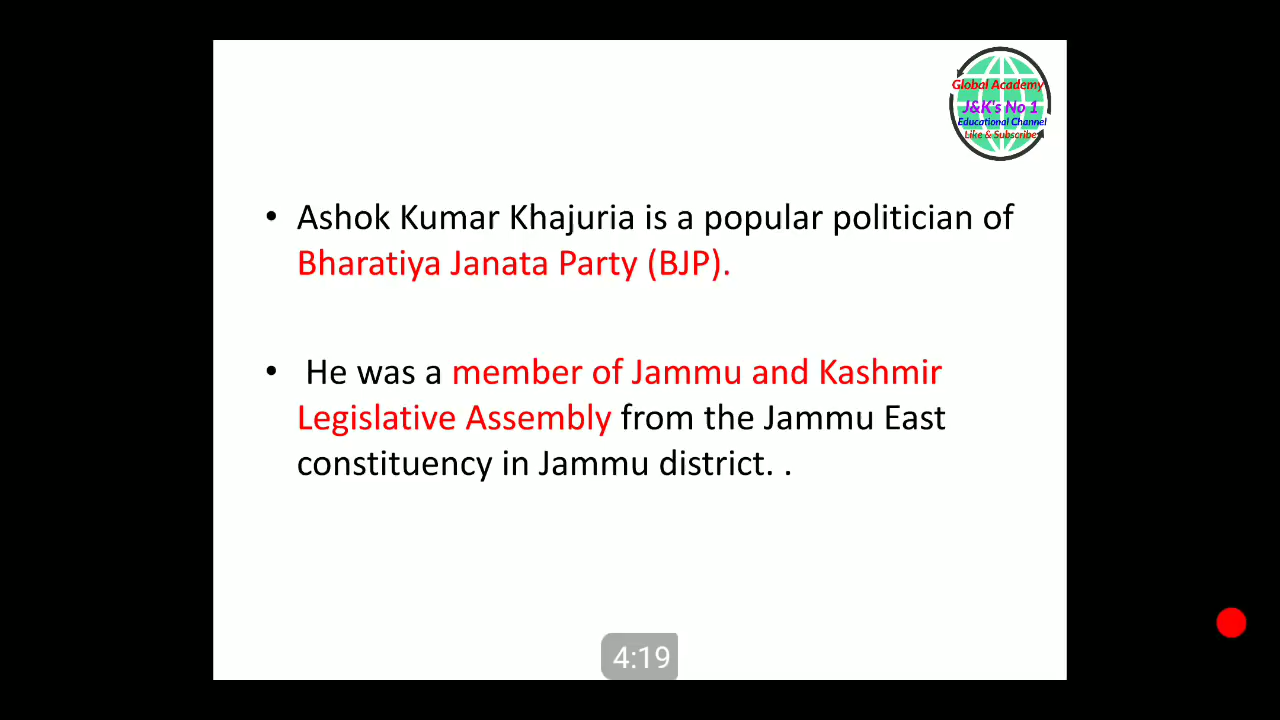 Global Academy
J&K's No 1
Educational Channel
Like & Subscribe
• Ashok Kumar Khajuria is a popular politician of
Bharatiya Janata Party (BJP).
• He was a member of Jammu and Kashmir
Legislative Assembly from the Jammu East
constituency in Jammu district. .
4:19